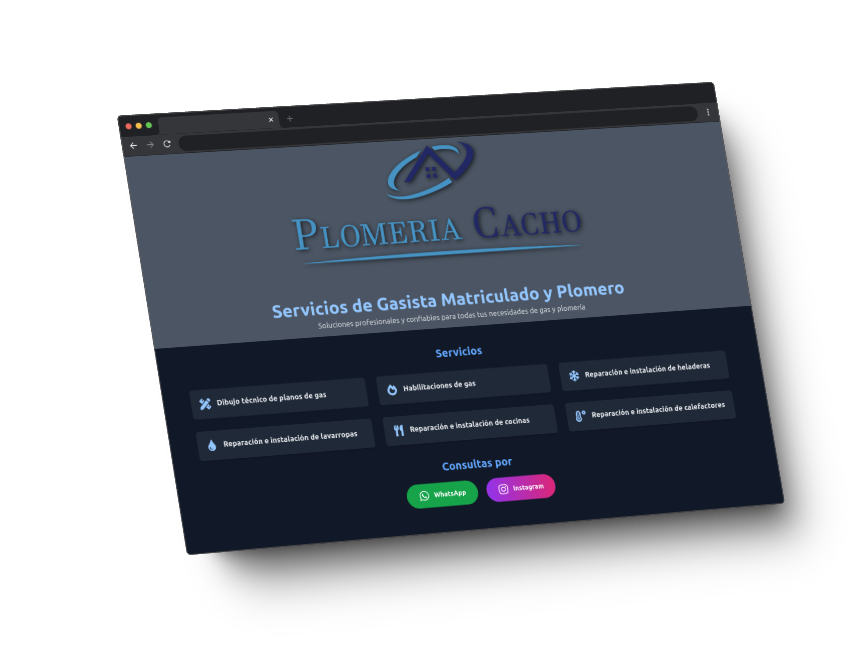 PLOMERIA CACHO
Servicios de Gasista Matriculado y Plomero
Soluciones profesionales y confiables para todas tus necesidades de gas y plomería
Servicios
Dibujo técnico de planos de gas
Habilitaciones de gas
Reparación e instalación de heladeras
Reparación e instalación de lavarropas
Reparación e instalación de cocinas
Reparación e instalación de calefactores
Consultas por
WhatsApp
Instagram